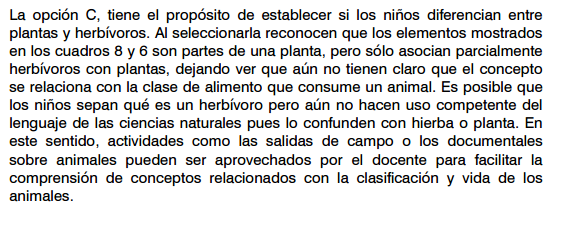 La opción C, tiene el propósito de establecer si los niños diferencian entre
plantas y herbívoros. Al seleccionarla reconocen que los elementos mostrados
en los cuadros 8 y 6 son partes de una planta, pero sólo asocian parcialmente
herbívoros con plantas, dejando ver que aún no tienen claro que el concepto
se relaciona con la clase de alimento que consume un animal. Es posible que
los niños sepan qué es un herbívoro pero aún no hacen uso competente del
lenguaje de las ciencias naturales pues lo confunden con hierba o planta. En
este sentido, actividades como las salidas de campo o los documentales
sobre animales pueden ser aprovechados por el docente para facilitar la
comprensión de conceptos relacionados con la clasificación y vida de los
animales.